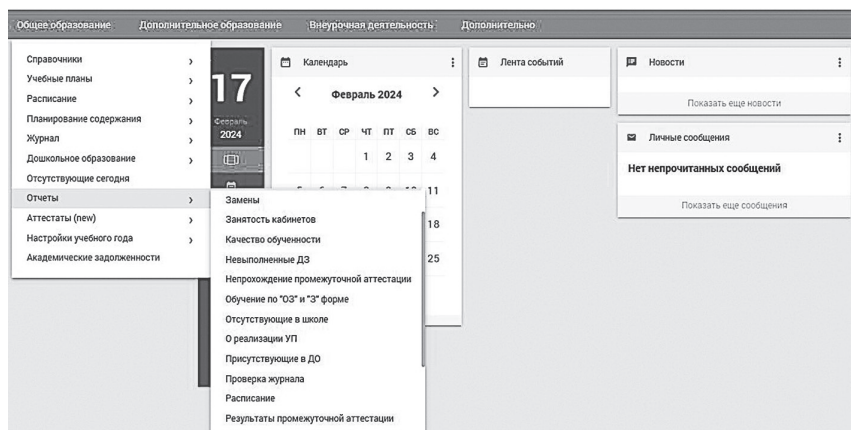 Общее образование
Дополнительное образование
Внеурочная деятельность
Дополнительно
Справочники
Учебные планы
Расписание
Планирование содержания
Журнал
Дошкольное образование
Отсутствующие сегодня
Отчеты
Аттестаты (new)
Настройки учебного года
Академические задолженности
17
Февраль
2024
Календарь
Февраль 2024
ПН ВТ СР ЧТ ПТ СБ ВС
1 2 3 4
11
18
25
Замены
Занятость кабинетов
Качество обученности
Невыполненные ДЗ
Непрохождение промежуточной аттестации
Обучение по "ОЗ" и "З" форме
Отсутствующие в школе
О реализации УП
Присутствующие в ДО
Проверка журнала
Расписание
Результаты промежуточной аттестации
Лента событий
Новости
Показать еще новости
Личные сообщения
Нет непрочитанных сообщений
Показать еще сообщения